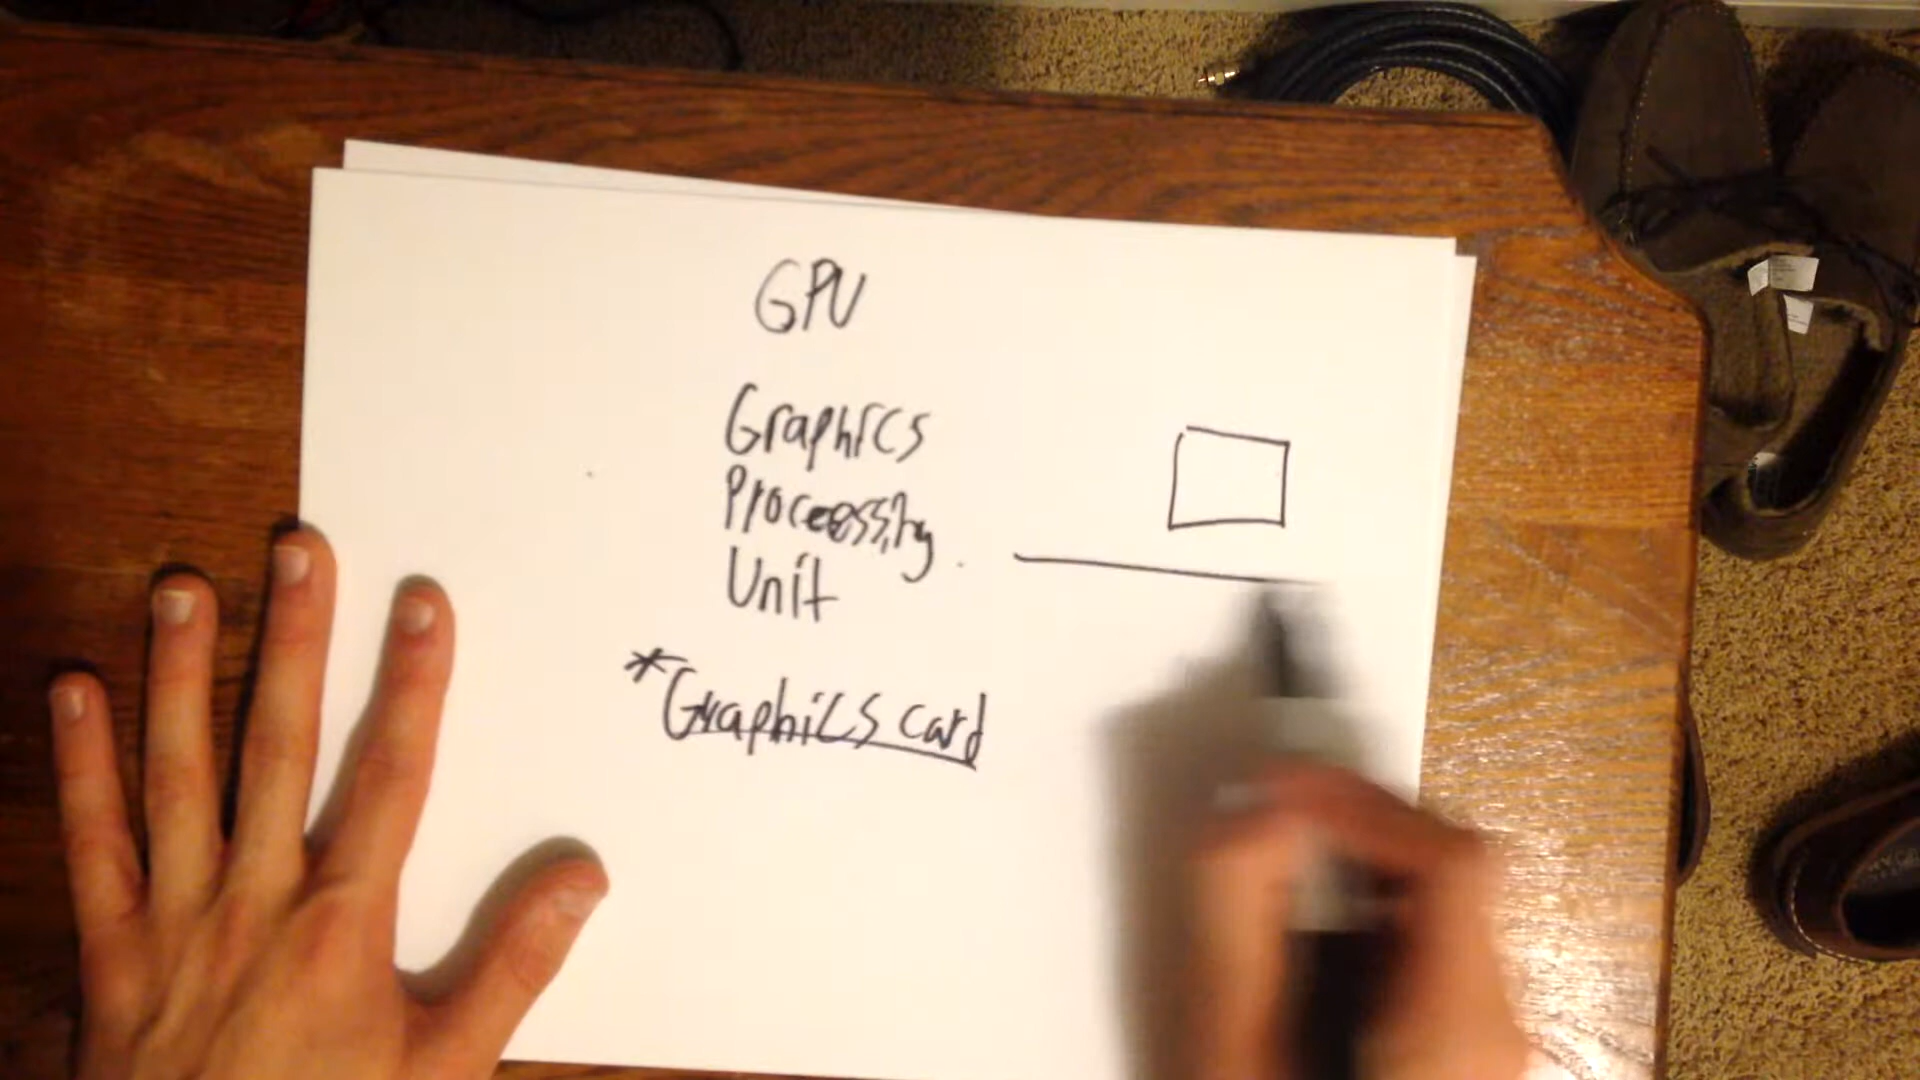 GPU
Graphics
Processing
Unit
*Graphics card